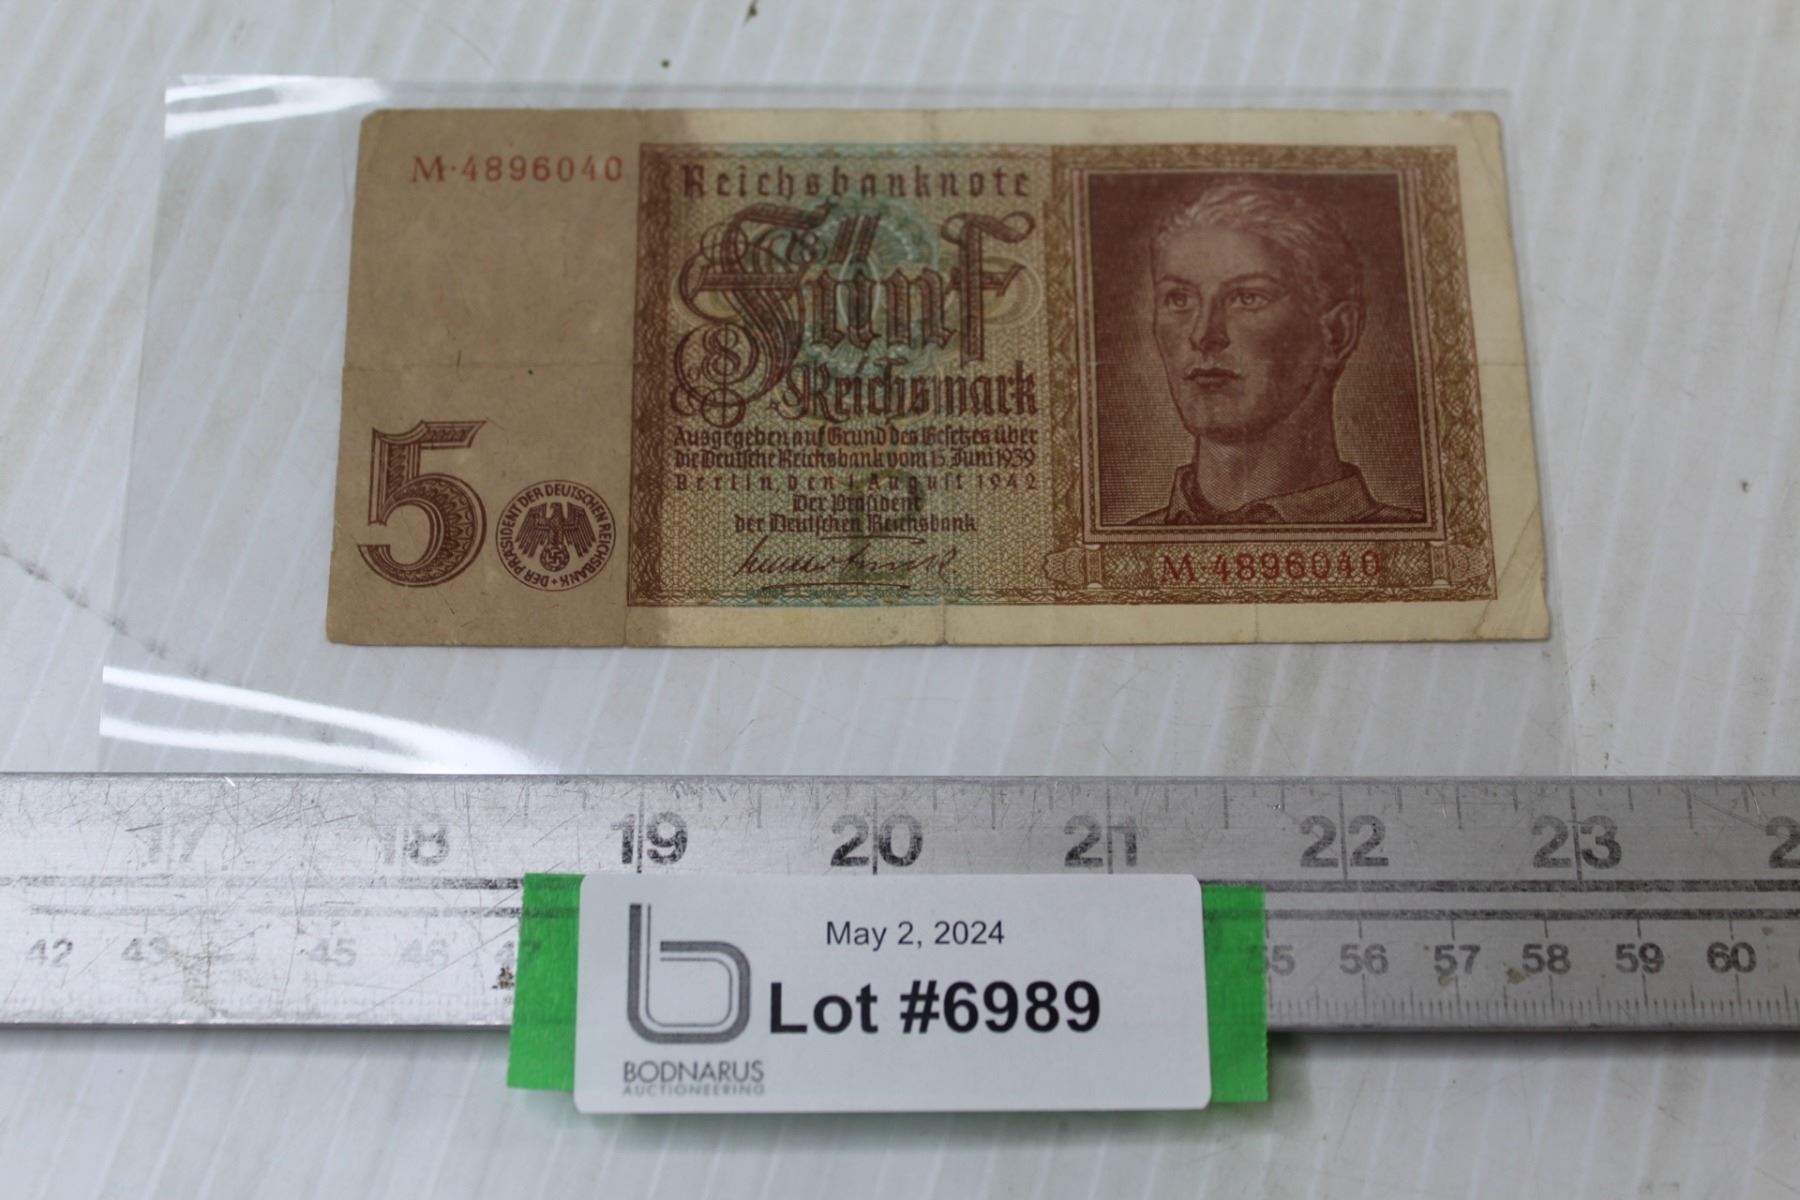 M·4896040
Reichsbanknote
Fünf
Reichsmark
Ausgegeben auf Grund des Gesetzes über
die Deutsche Reichsbank vom 15. Juni 1939
Berlin, den 1. August 1942
Der Präsident
der Deutschen Reichsbank
5
DER PRÄSIDENT DER DEUTSCHEN REICHSBANK +
M·4896040
17 18 19 20 21 22 23
42 43 44 45 46 47 55 56 57 58 59 60
May 2, 2024
Lot #6989
b
BODNARUS
AUCTIONEERING